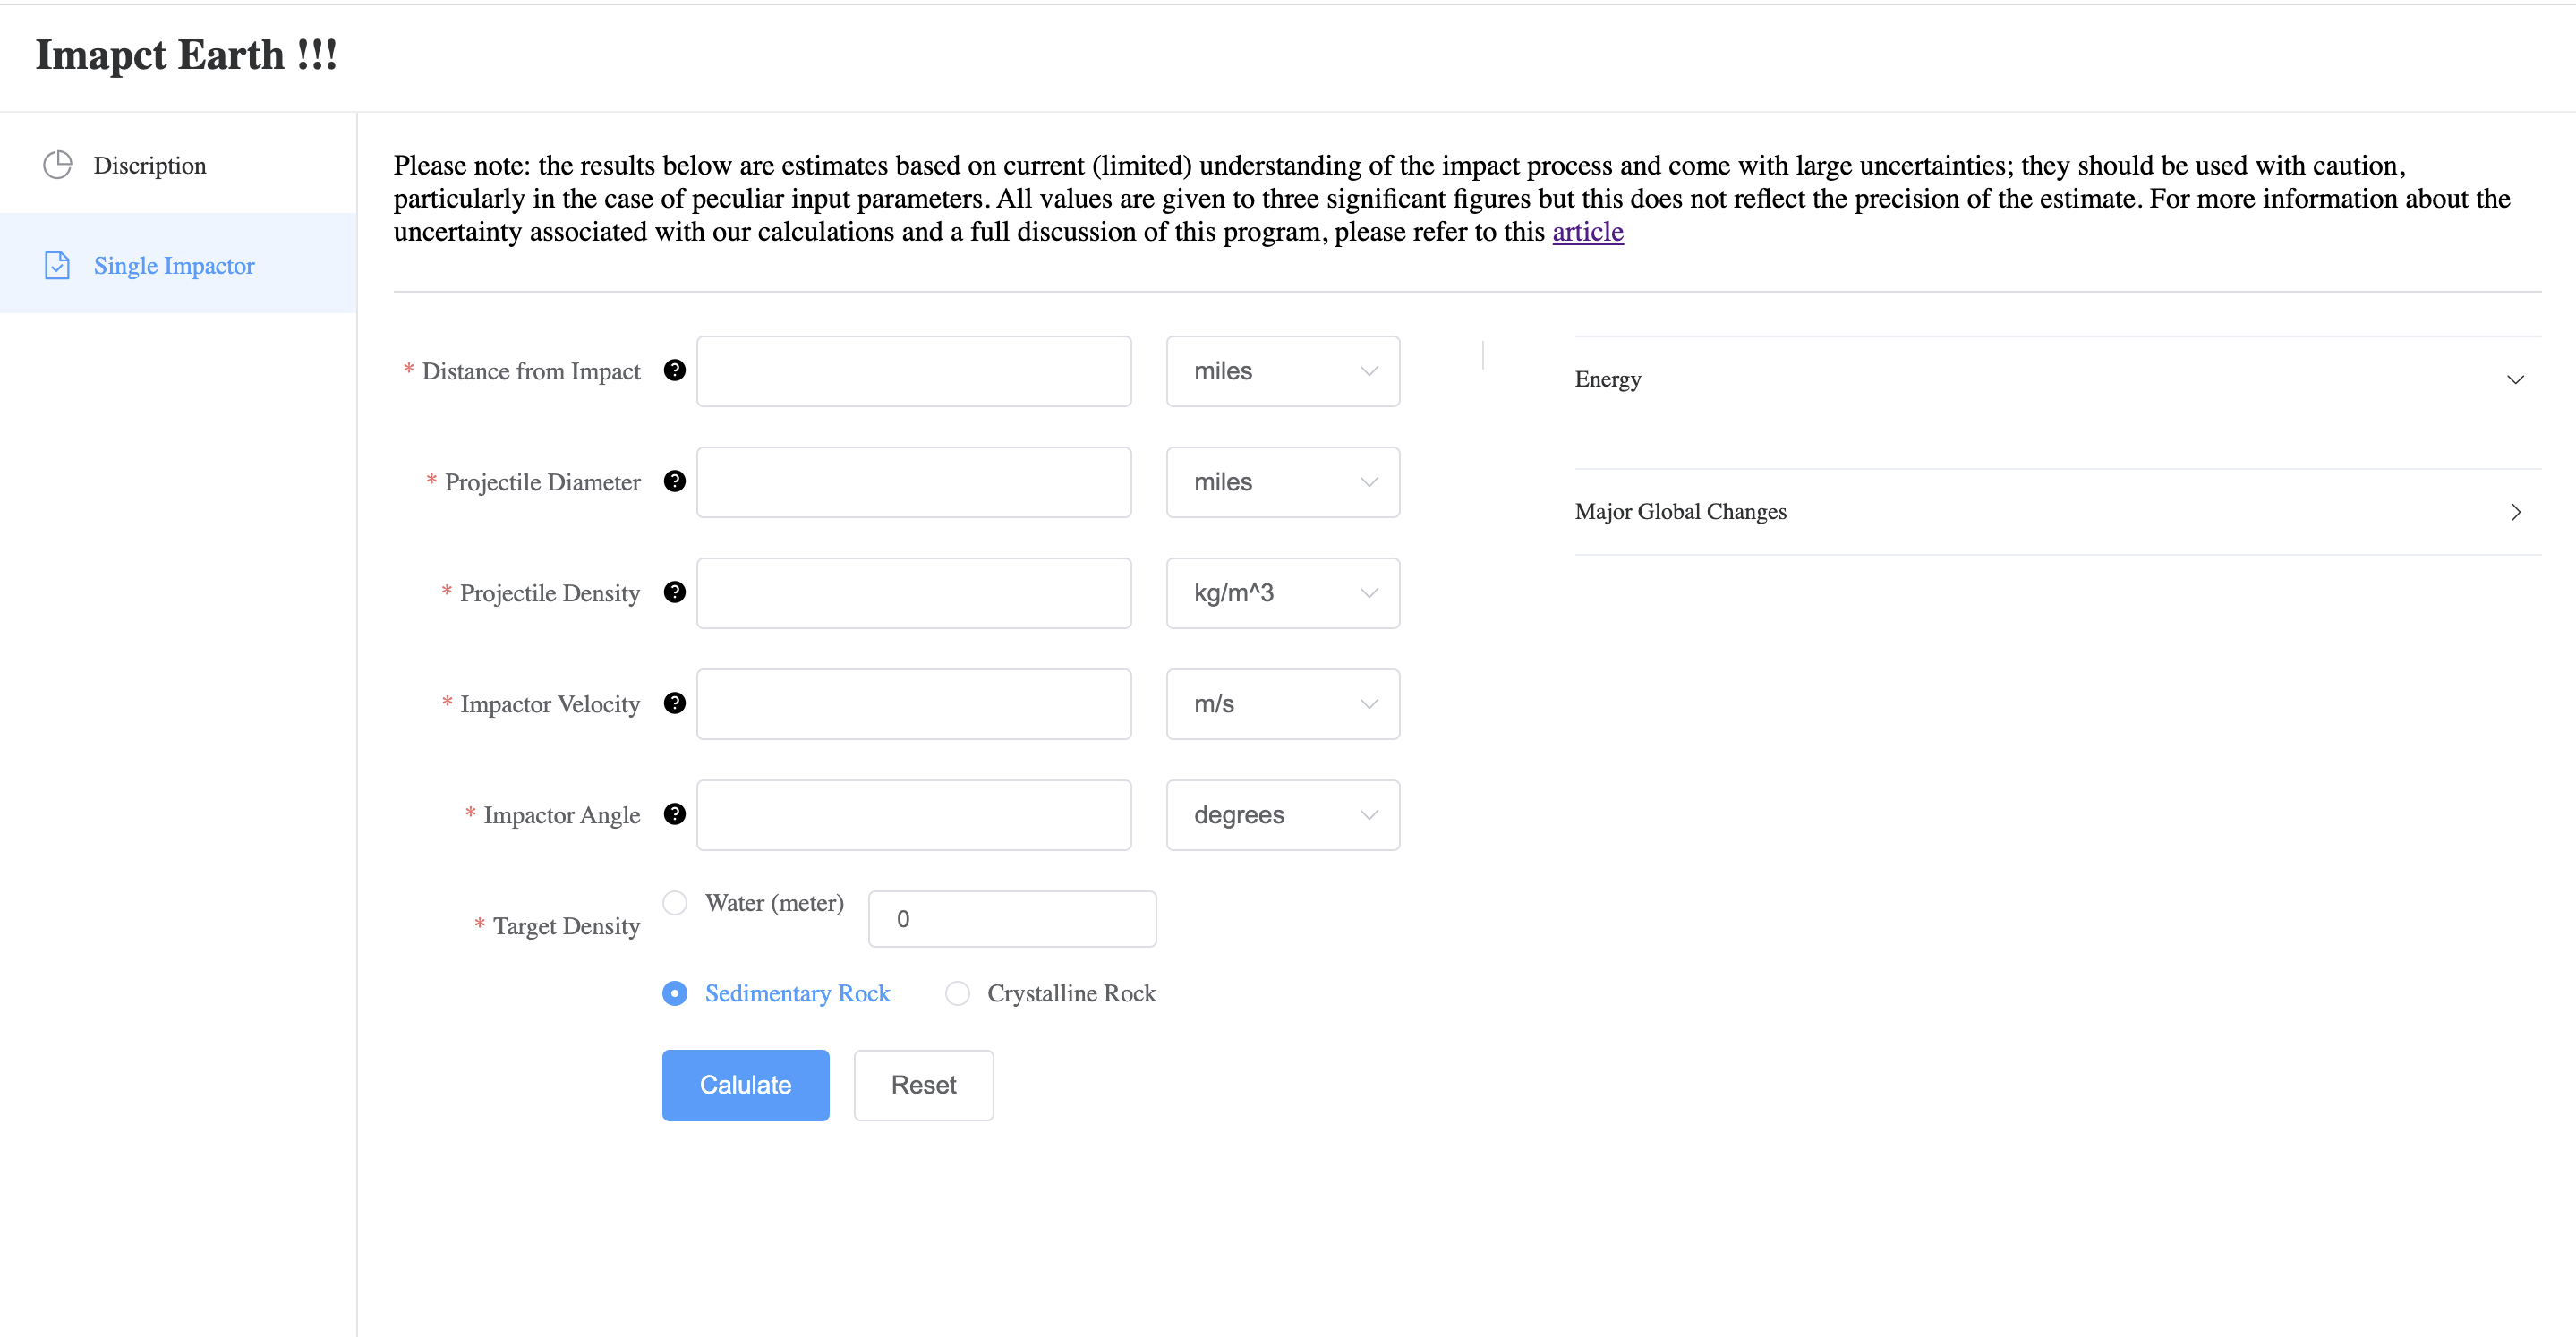 Imapct Earth !!!
Discription
Single Impactor
Please note: the results below are estimates based on current (limited) understanding of the impact process and come with large uncertainties; they should be used with caution,
particularly in the case of peculiar input parameters. All values are given to three significant figures but this does not reflect the precision of the estimate. For more information about the
uncertainty associated with our calculations and a full discussion of this program, please refer to this article
* Distance from Impact ? miles
* Projectile Diameter ? miles
* Projectile Density ? kg/m^3
* Impactor Velocity ? m/s
* Impactor Angle ? degrees
* Target Density
Water (meter) 0
Sedimentary Rock Crystalline Rock
Calulate Reset
Energy
Major Global Changes